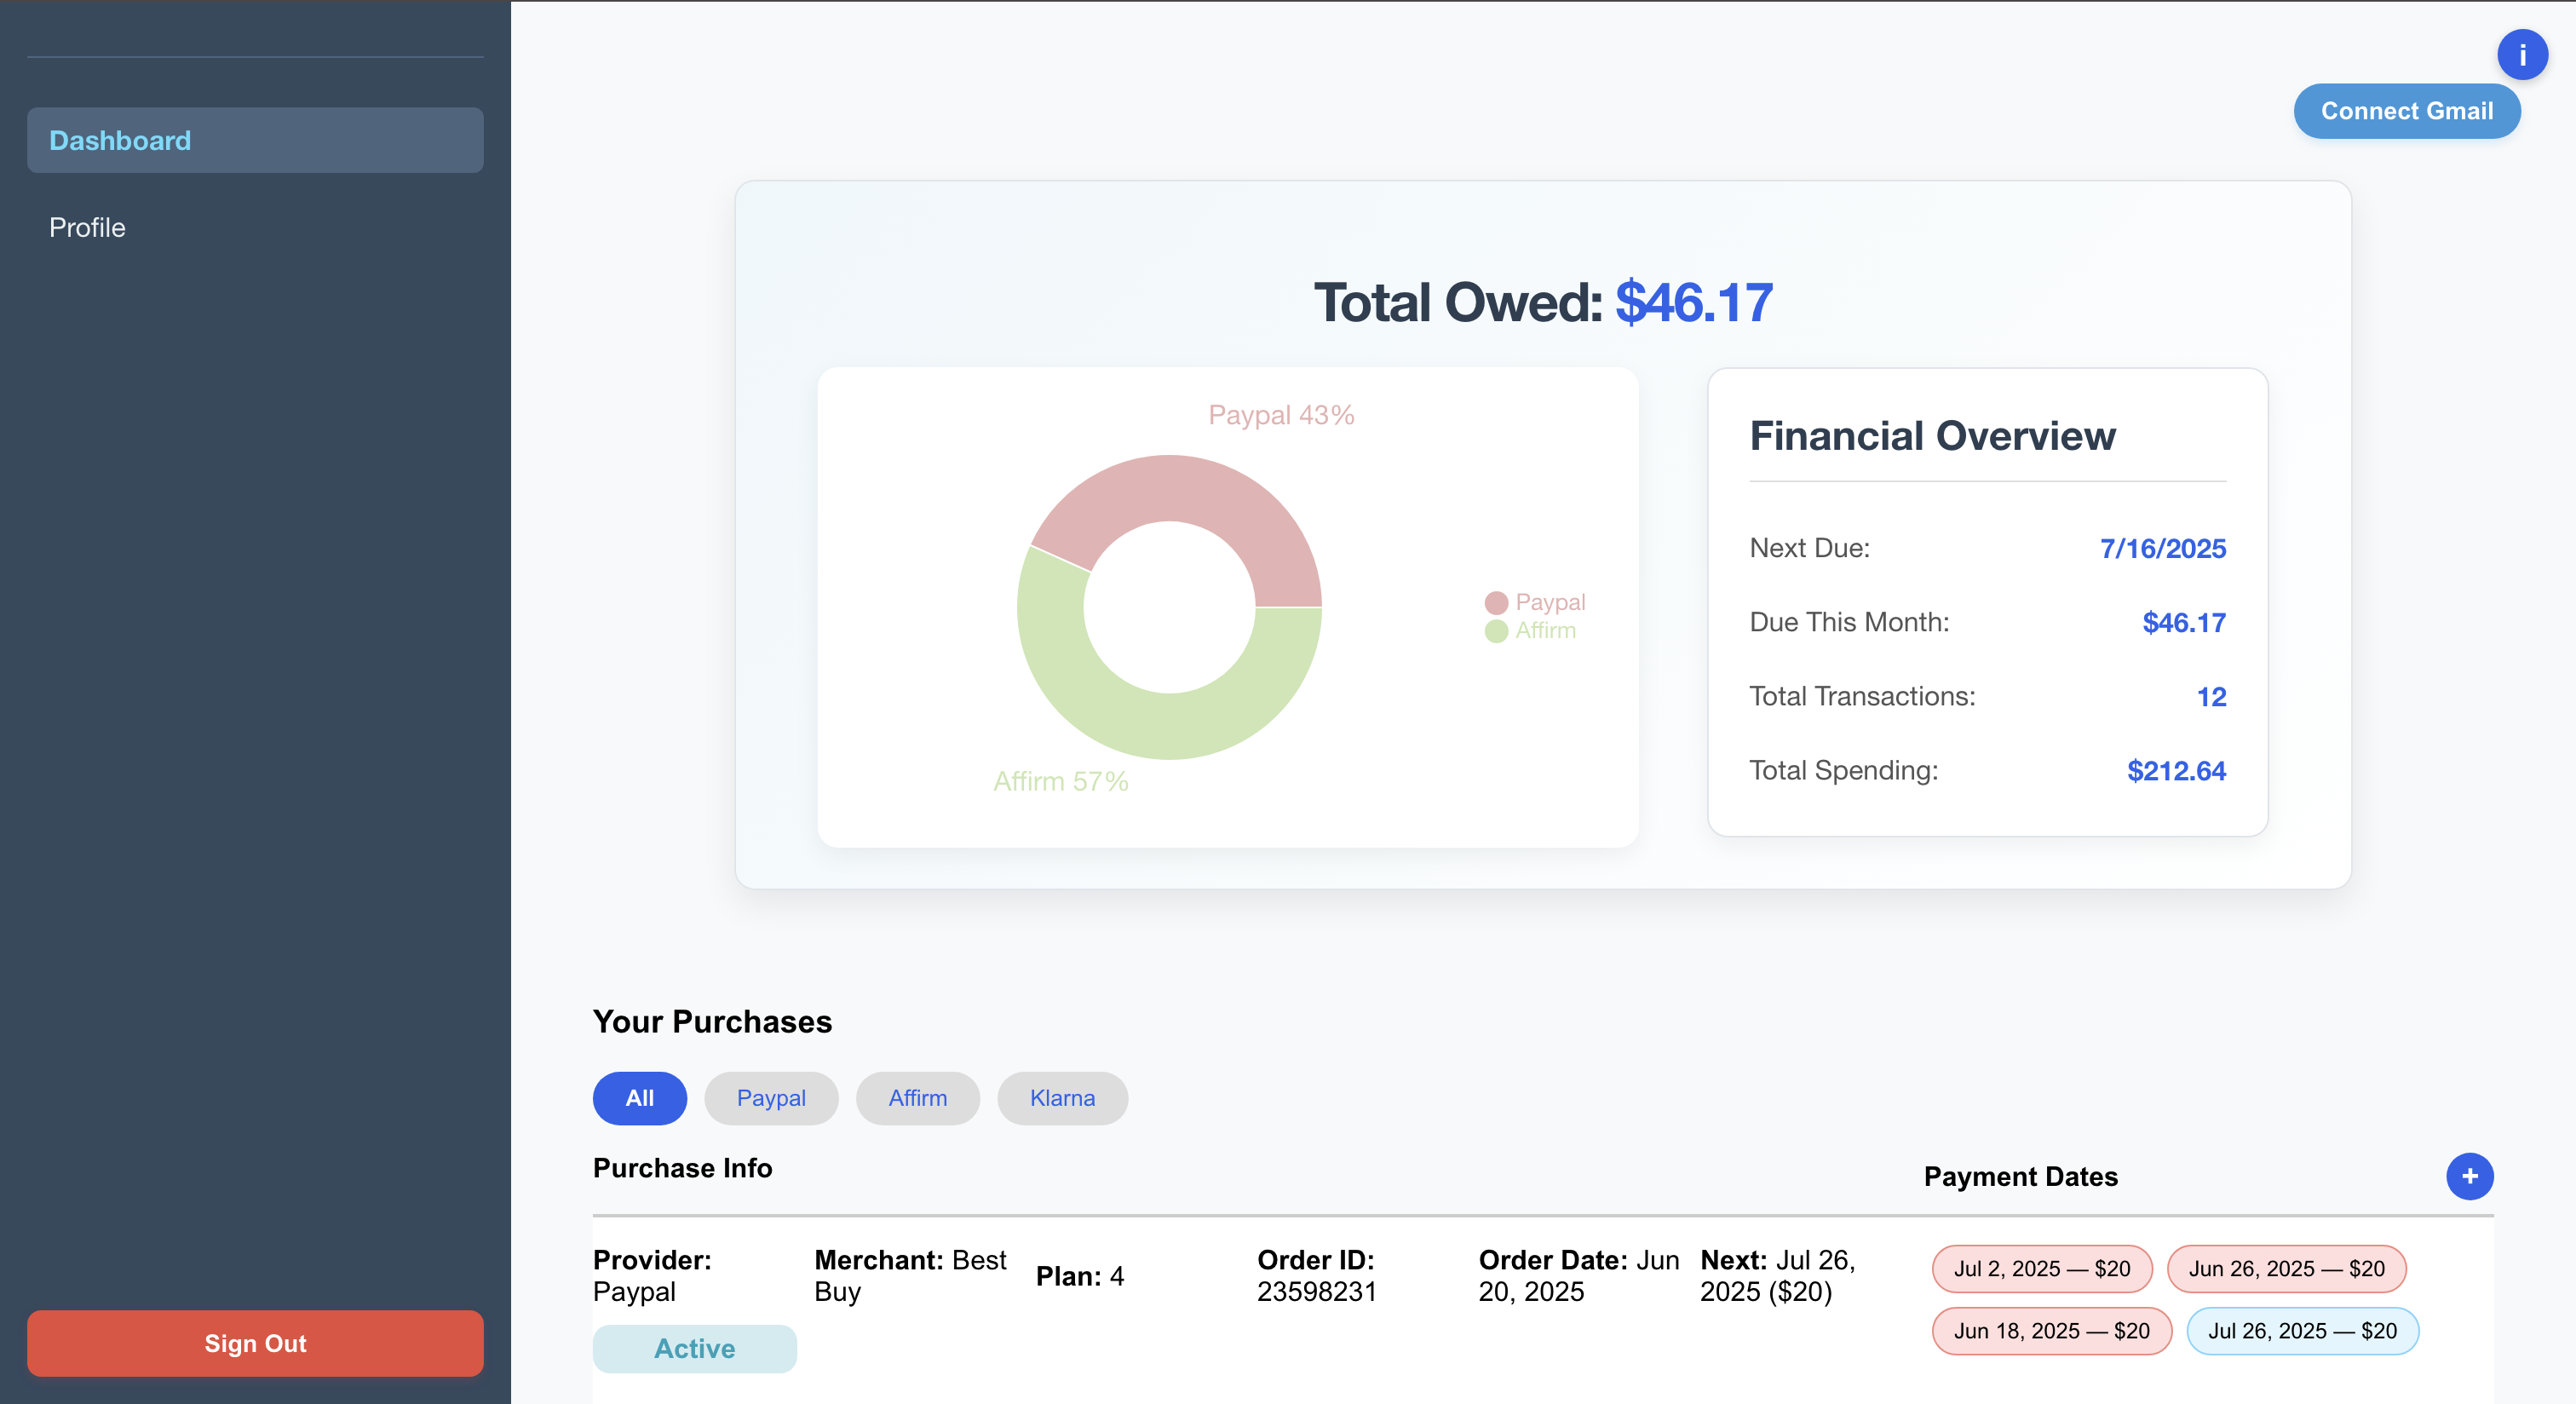 i
Connect Gmail
Dashboard
Profile
Sign Out
Total Owed: $46.17
Paypal 43%
Affirm 57%
Paypal
Affirm
Financial Overview
Next Due: 7/16/2025
Due This Month: $46.17
Total Transactions: 12
Total Spending: $212.64
Your Purchases
All Paypal Affirm Klarna
Purchase Info
Payment Dates +
Provider:
Paypal
Active
Merchant: Best
Buy
Plan: 4
Order ID:
23598231
Order Date: Jun
20, 2025
Next: Jul 26,
2025 ($20)
Jul 2, 2025 — $20 Jun 26, 2025 — $20
Jun 18, 2025 — $20 Jul 26, 2025 — $20